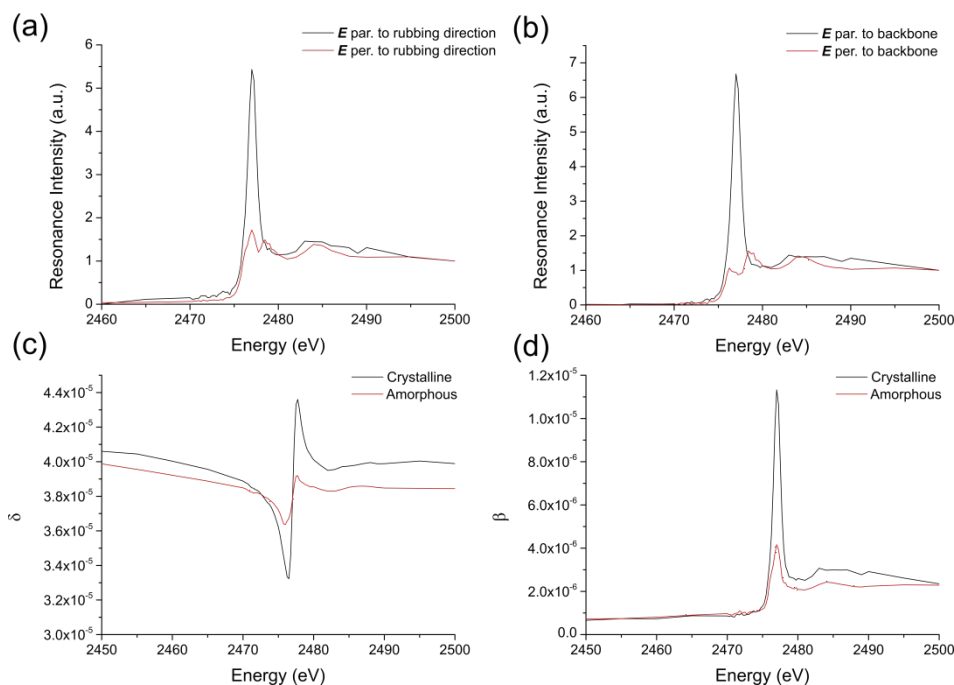 (a)
E par. to rubbing direction
E per. to rubbing direction
6
5
4
3
2
1
0
Resonance Intensity (a.u.)
2460
2470
2480
2490
2500
Energy (eV)
(b)
E par. to backbone
E per. to backbone
7
6
5
4
3
2
1
0
Resonance Intensity (a.u.)
2460
2470
2480
2490
2500
Energy (eV)
(c)
Crystalline
Amorphous
4.4x10⁻⁵
4.2x10⁻⁵
4.0x10⁻⁵
3.8x10⁻⁵
3.6x10⁻⁵
3.4x10⁻⁵
3.2x10⁻⁵
3.0x10⁻⁵
δ
2450
2460
2470
2480
2490
2500
Energy (eV)
(d)
Crystalline
Amorphous
1.2x10⁻⁵
1.0x10⁻⁵
8.0x10⁻⁶
6.0x10⁻⁶
4.0x10⁻⁶
2.0x10⁻⁶
0.0
β
2450
2460
2470
2480
2490
2500
Energy (eV)